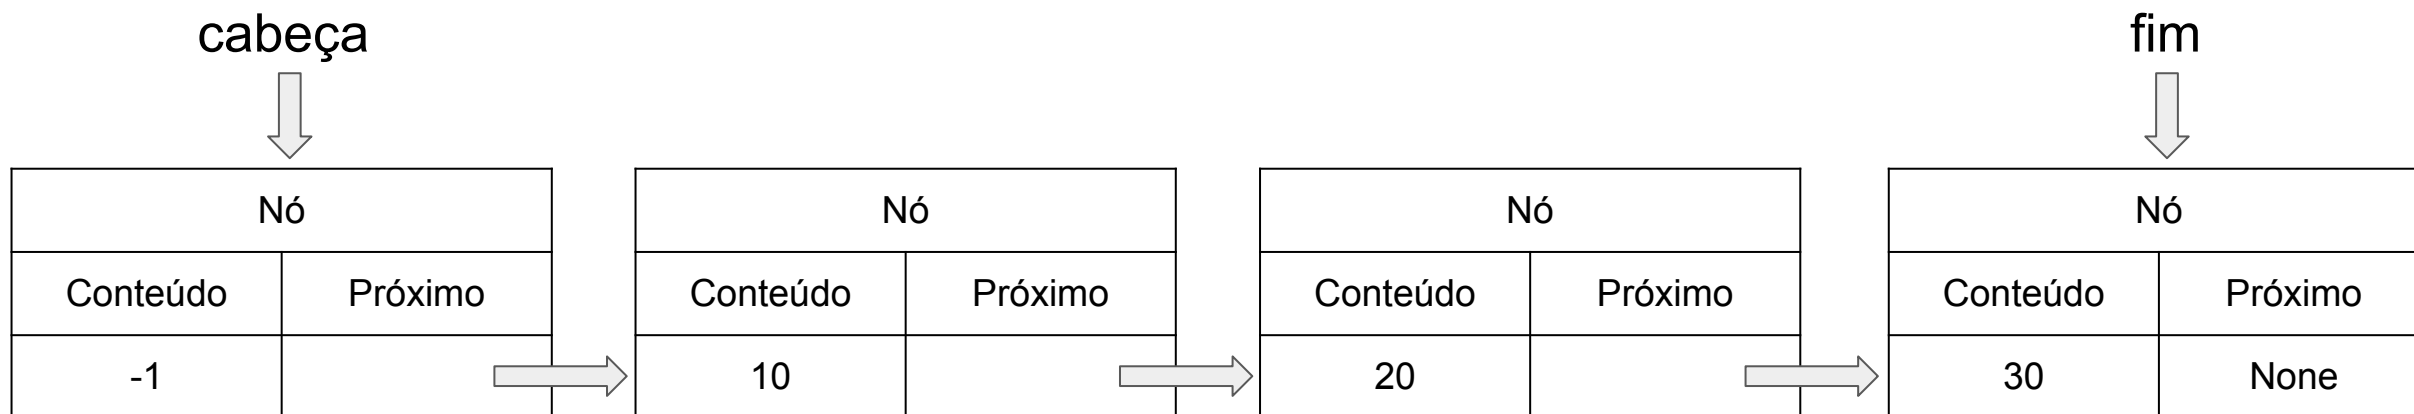 cabeça fim
Nó Nó Nó Nó
Conteúdo Próximo Conteúdo Próximo Conteúdo Próximo Conteúdo Próximo
-1 10 20 30 None